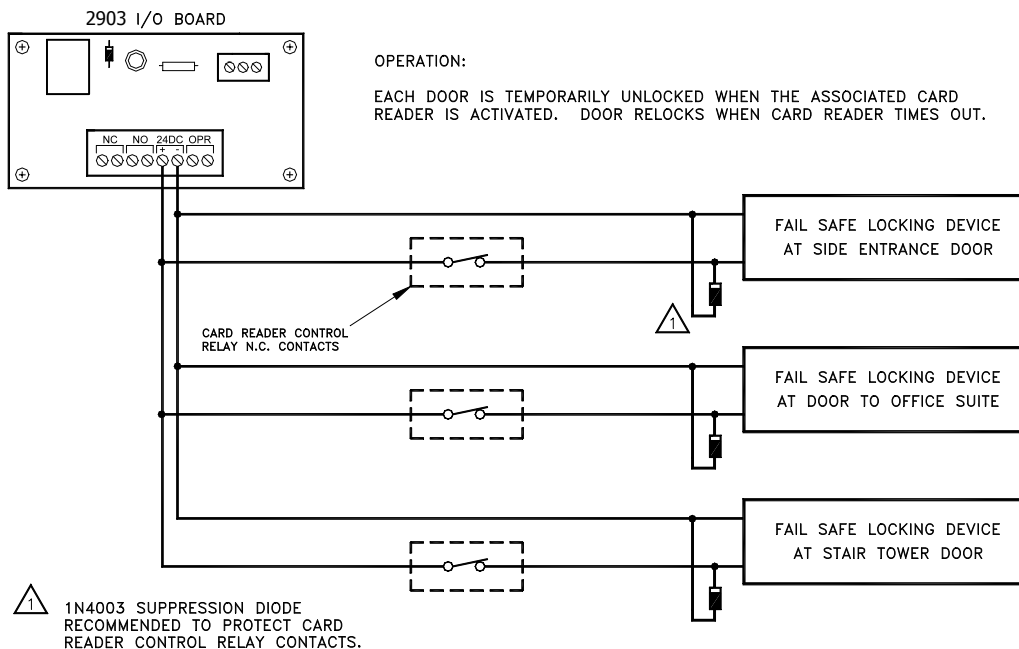 2903 I/O BOARD
OPERATION:
EACH DOOR IS TEMPORARILY UNLOCKED WHEN THE ASSOCIATED CARD
READER IS ACTIVATED. DOOR RELOCKS WHEN CARD READER TIMES OUT.
NC NO 24DC OPR
+ -
FAIL SAFE LOCKING DEVICE
AT SIDE ENTRANCE DOOR
CARD READER CONTROL
RELAY N.C. CONTACTS
1
FAIL SAFE LOCKING DEVICE
AT DOOR TO OFFICE SUITE
FAIL SAFE LOCKING DEVICE
AT STAIR TOWER DOOR
1
1N4003 SUPPRESSION DIODE
RECOMMENDED TO PROTECT CARD
READER CONTROL RELAY CONTACTS.